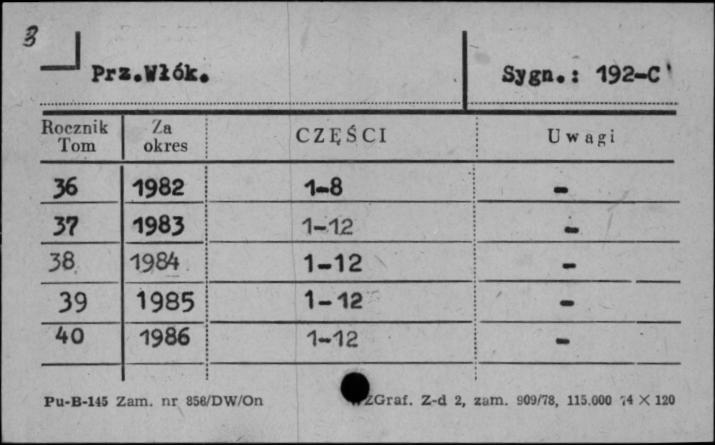 3
Prz.Włók. Sygn.: 192-C
Rocznik Tom Za okres CZĘŚCI Uwagi
36 1982 1-8 -
37 1983 1-12 -
38 1984 1-12 -
39 1985 1-12 -
40 1986 1-12 -
Pu-B-145 Zam. nr 856/DW/On ZGraf. Z-d 2, zam. 909/78, 115.000 74 X 120